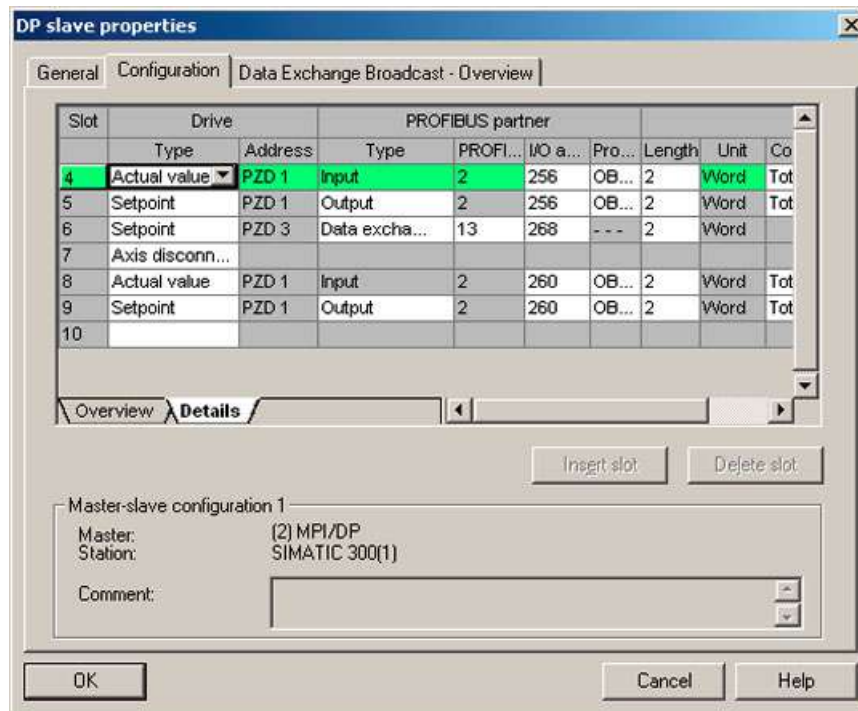 DP slave properties
General Configuration Data Exchange Broadcast - Overview
Slot Drive PROFIBUS partner
Type Address Type PROFI... I/O a... Pro... Length Unit Co
4 Actual value PZD 1 Input 2 256 OB... 2 Word Tot
5 Setpoint PZD 1 Output 2 256 OB... 2 Word Tot
6 Setpoint PZD 3 Data excha... 13 268 --- 2 Word
7 Axis disconn...
8 Actual value PZD 1 Input 2 260 OB... 2 Word Tot
9 Setpoint PZD 1 Output 2 260 OB... 2 Word Tot
10
Overview Details
Insert slot Delete slot
Master-slave configuration 1
Master: (2) MPI/DP
Station: SIMATIC 300(1)
Comment:
OK Cancel Help